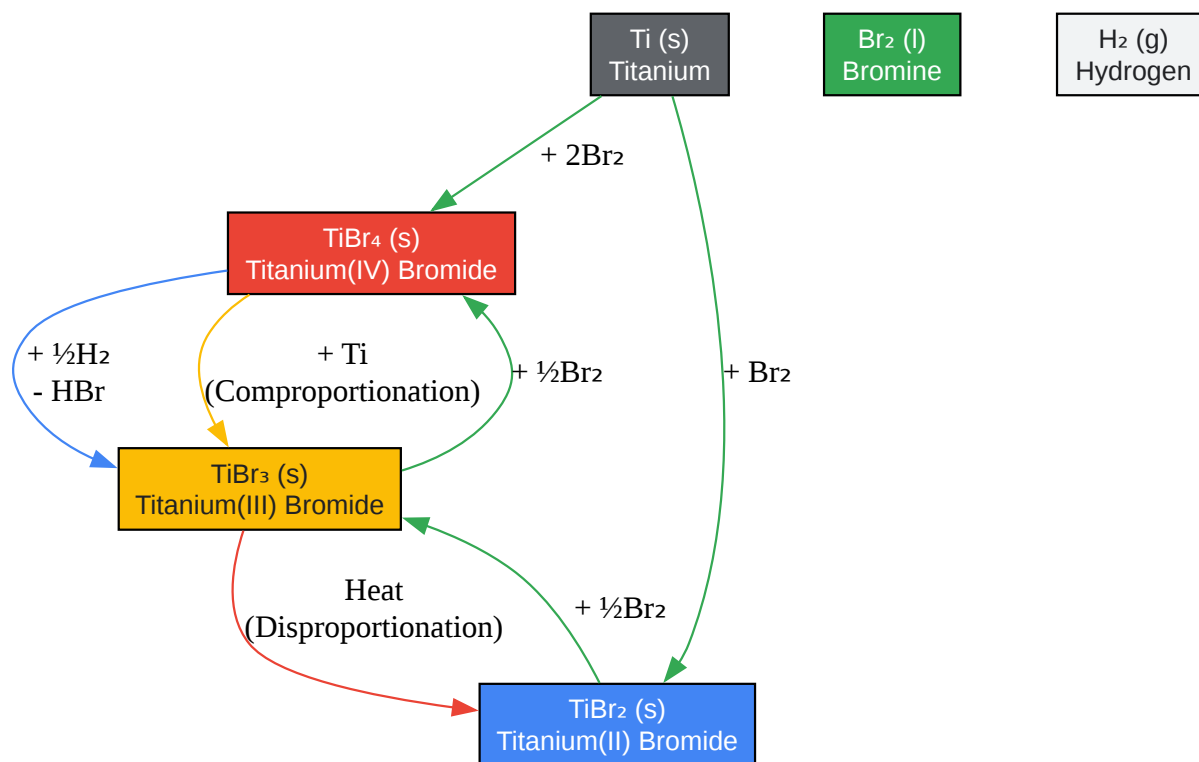 Ti (s)
Titanium
Br₂ (l)
Bromine
H₂ (g)
Hydrogen
+ 2Br₂
TiBr₄ (s)
Titanium(IV) Bromide
+ ½H₂
- HBr
+ Ti
(Comproportionation)
+ ½Br₂
+ Br₂
TiBr₃ (s)
Titanium(III) Bromide
Heat
(Disproportionation)
+ ½Br₂
TiBr₂ (s)
Titanium(II) Bromide